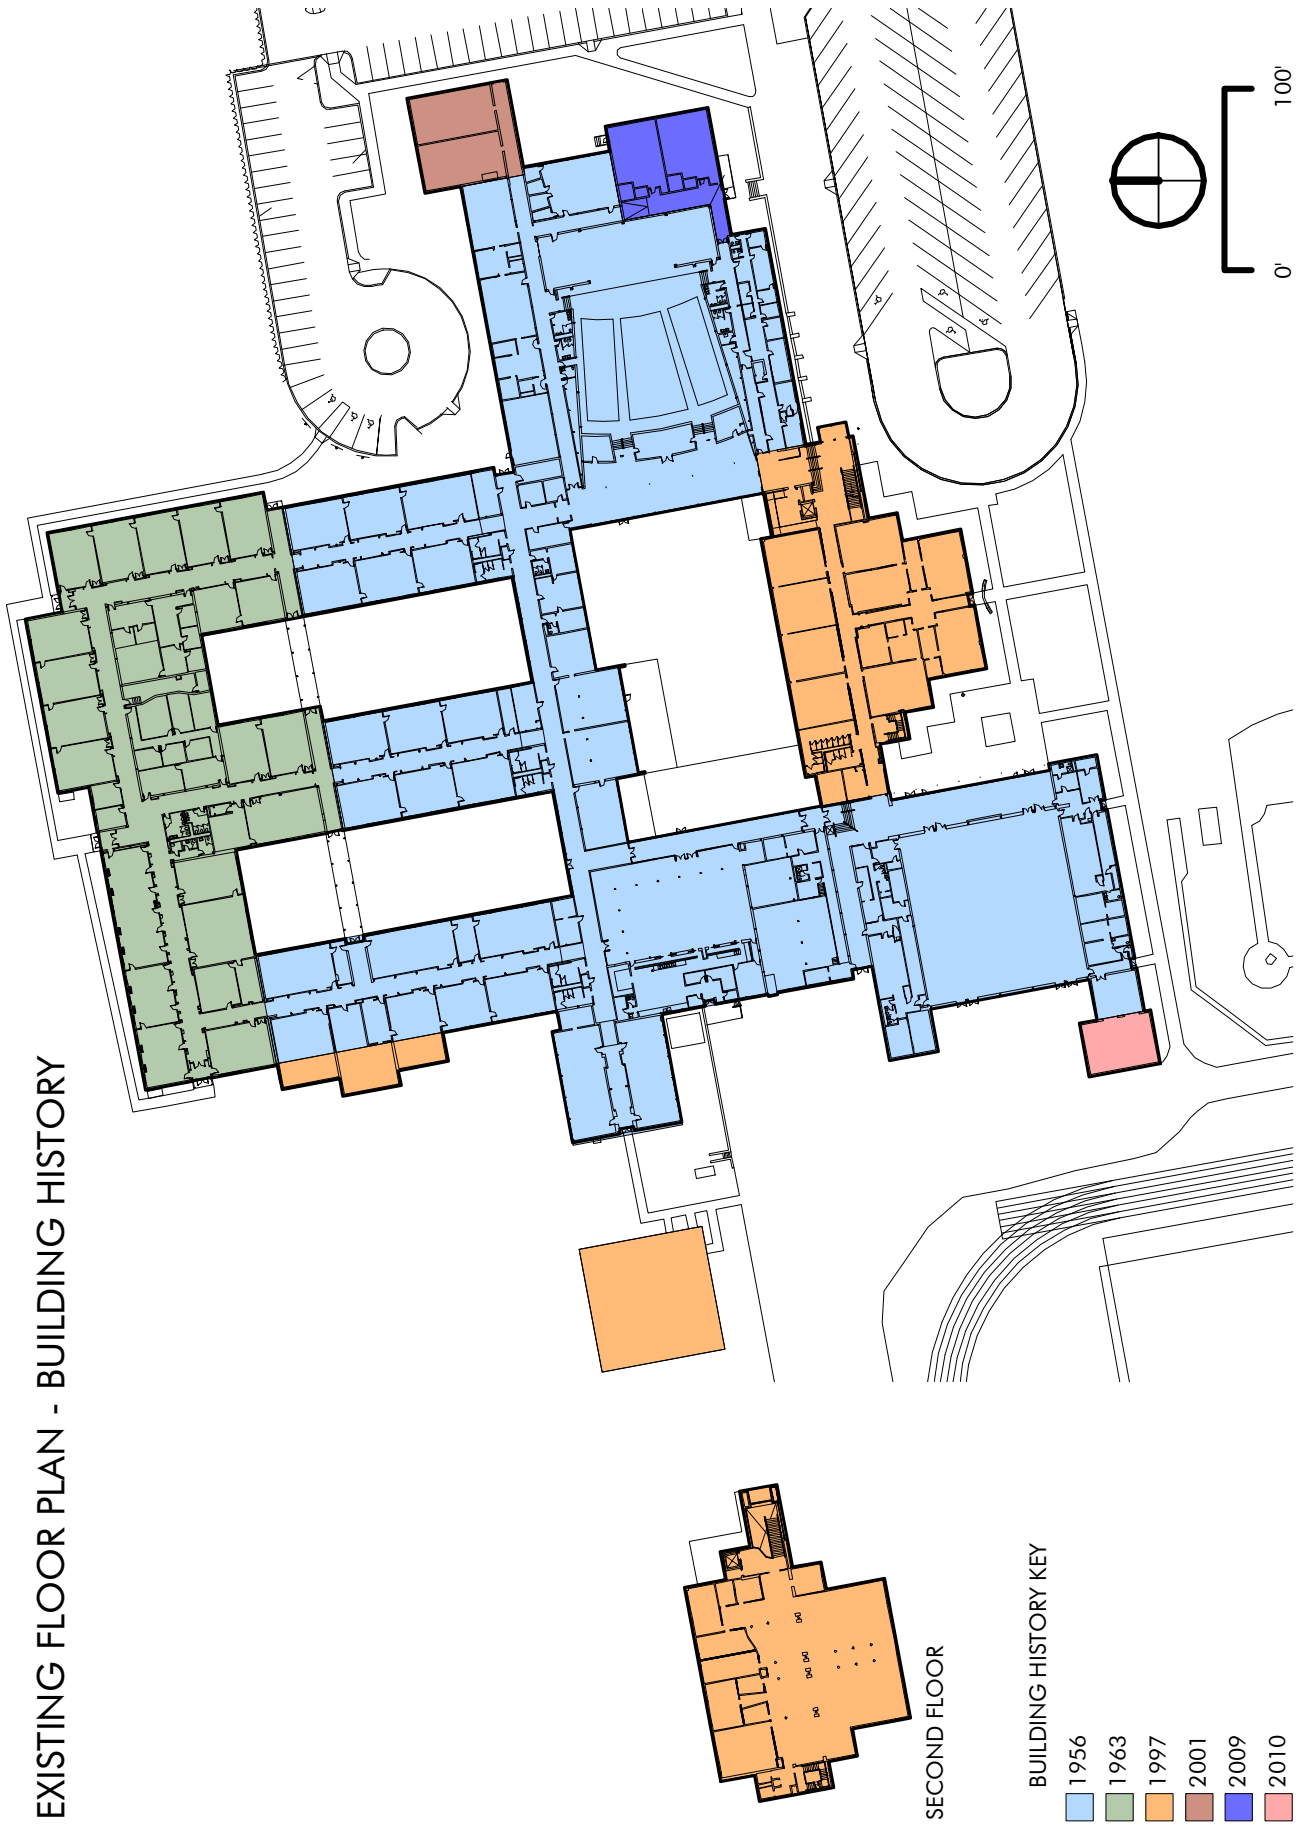 EXISTING FLOOR PLAN - BUILDING HISTORY
SECOND FLOOR
BUILDING HISTORY KEY
1956
1963
1997
2001
2009
2010
0'
100'